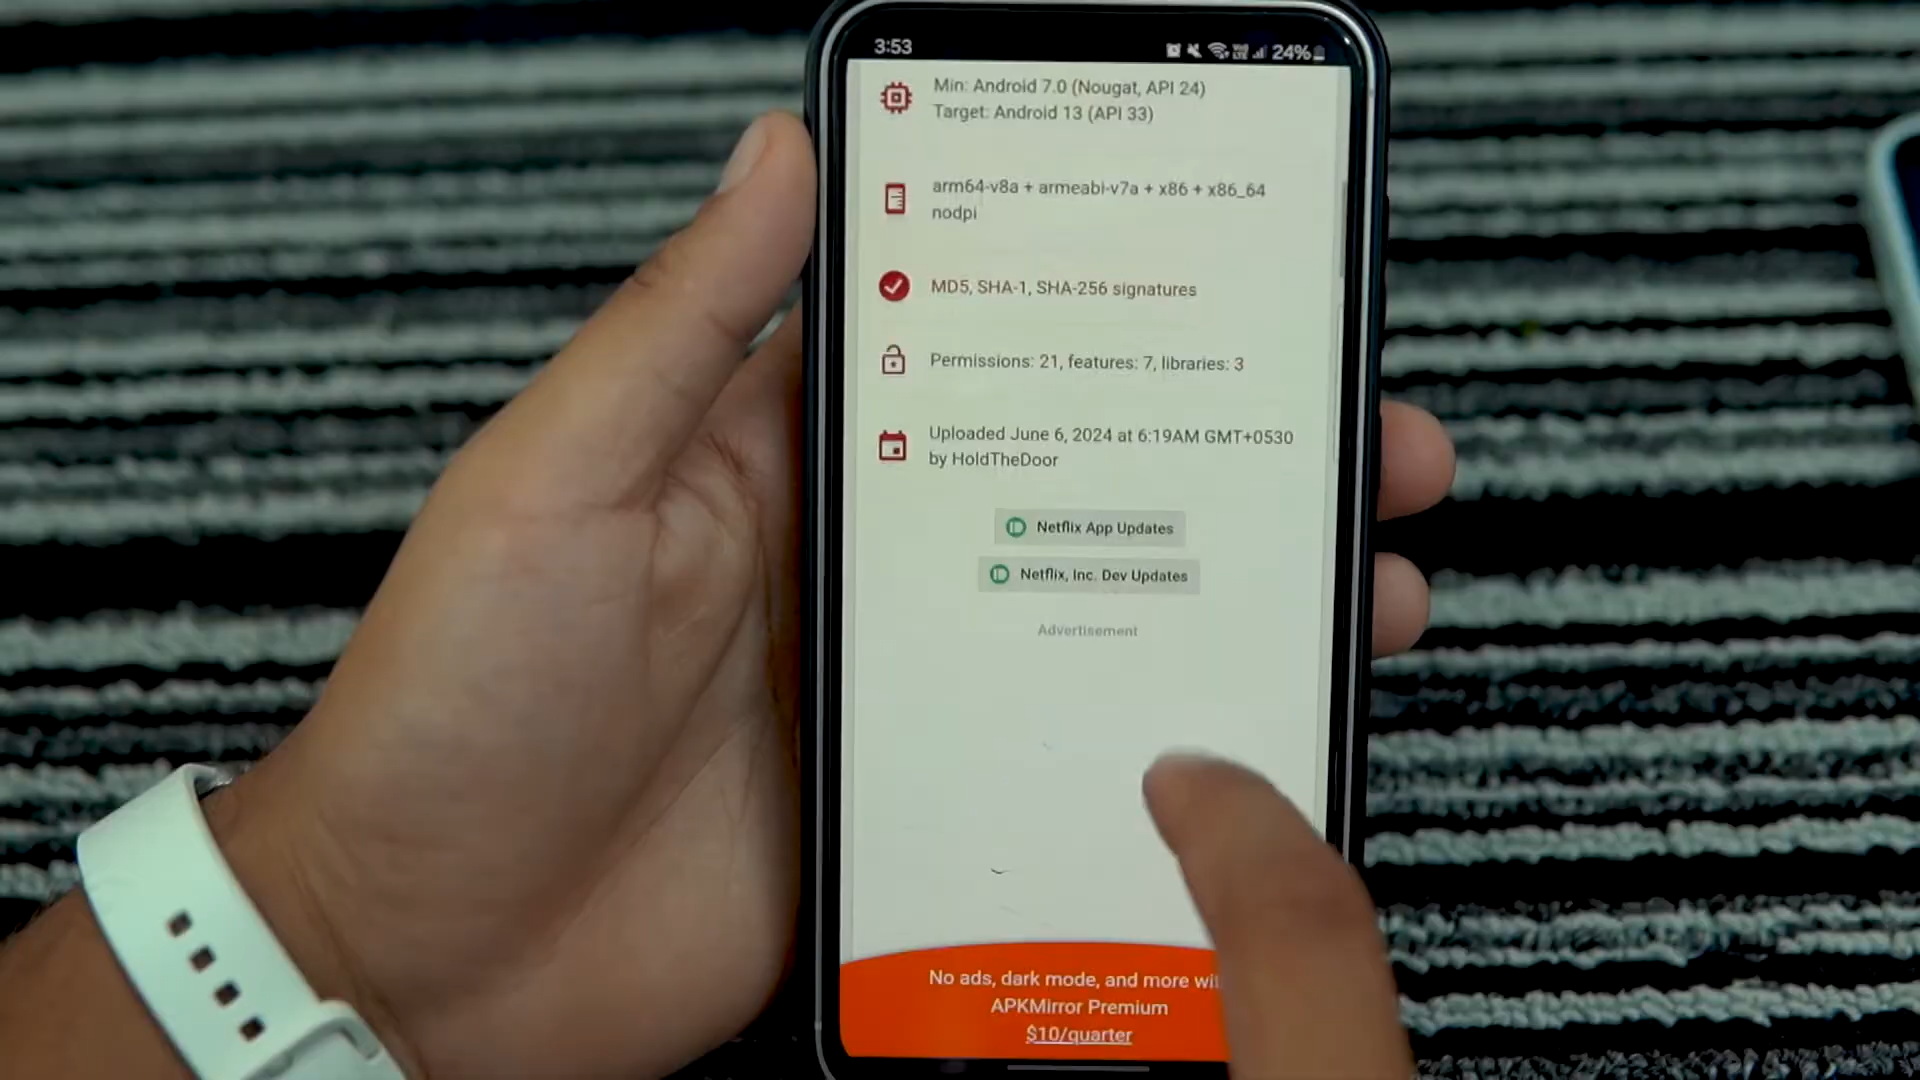 3:53
24%
Min: Android 7.0 (Nougat, API 24)
Target: Android 13 (API 33)
arm64-v8a + armeabi-v7a + x86 + x86_64
nodpi
MD5, SHA-1, SHA-256 signatures
Permissions: 21, features: 7, libraries: 3
Uploaded June 6, 2024 at 6:19AM GMT+0530
by HoldTheDoor
Netflix App Updates
Netflix, Inc. Dev Updates
Advertisement
No ads, dark mode, and more wit
APKMirror Premium
$10/quarter